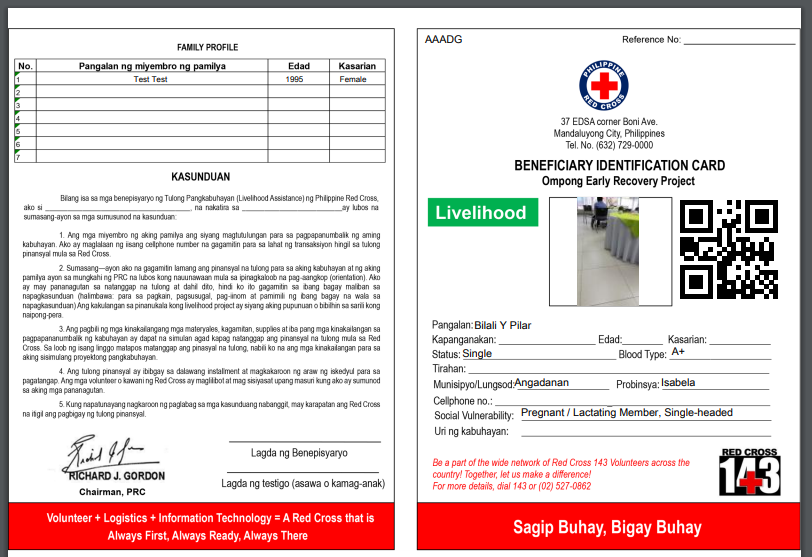 FAMILY PROFILE
No. Pangalan ng miyembro ng pamilya Edad Kasarian
1 Test Test 1995 Female
2
3
4
5
6
7
KASUNDUAN
Bilang isa sa mga benepisyaryo ng Tulong Pangkabuhayan (Livelihood Assistance) ng Philippine Red Cross,
ako si ________________________, na nakatira sa ________________________ay lubos na
sumasang-ayon sa mga sumusunod na kasunduan:
1. Ang mga miyembro ng aking pamilya ang siyang magtutulungan para sa pagpapanumbalik ng aming
kabuhayan. Ako ay maglalaan ng iisang cellphone number na gagamitin para sa lahat ng transaksiyon hingil sa tulong
pinansyal mula sa Red Cross.
2. Sumasang—ayon ako na gagamitin lamang ang pinansyal na tulong para sa aking kabuhayan at ng aking
pamilya ayon sa mungkahi ng PRC na lubos kong nauunawaan mula sa ipinagkaloob na pag-aangkop (orientation). Ako
ay may pananagutan sa natanggap na tulong at dahil dito, hindi ko ito gagamitin sa ibang bagay maliban sa
napagkasunduan (halimbawa: para sa pagkain, pagsusugal, pag-iinom at pamimili ng ibang bagay na wala sa
napagkasunduan) Ang kakulangan sa pinanukala kong livelihood project ay siyang aking pupunuan o bibilhin sa sarili kong
naipong-pera.
3. Ang pagbili ng mga kinakailangang mga materyales, kagamitan, supplies at iba pang mga kinakailangan sa
pagpapanumbalik ng kabuhayan ay dapat na simulan agad kapag natanggap ang pinansyal na tulong mula sa Red
Cross. Sa loob ng isang linggo matapos matanggap ang pinasyal na tulong, nabili ko na ang mga kinakailangan para sa
aking sisimulang proyektong pangkabuhayan.
4. Ang tulong pinansyal ay ibibigay sa dalawang installment at magkakaroon ng araw ng iskedyul para sa
pagatangap. Ang mga volunteer o kawani ng Red Cross ay magliibot at mag sisiyasat upang masuri kung ako ay sumunod
sa aking mga pananagutan.
5. Kung napatunayang nagkaroon ng paglabag sa mga kasunduang nabanggit, may karapatan ang Red Cross
na itigil ang pagbigay ng tulong pinansyal.
RICHARD J. GORDON
Chairman, PRC
Lagda ng Benepisyaryo
Lagda ng testigo (asawa o kamag-anak)
Volunteer + Logistics + Information Technology = A Red Cross that is
Always First, Always Ready, Always There
AAADG Reference No: ____________________
PHILIPPINE
RED CROSS
37 EDSA corner Boni Ave.
Mandaluyong City, Philippines
Tel. No. (632) 729-0000
BENEFICIARY IDENTIFICATION CARD
Ompong Early Recovery Project
Livelihood
Pangalan: Bilali Y Pilar
Kapanganakan: ________________ Edad:_______ Kasarian: __________
Status: Single Blood Type: A+
Tirahan: ________________
Munisipyo/Lungsod: Angadanan Probinsya: Isabela
Cellphone no.: ________________
Social Vulnerability: Pregnant / Lactating Member, Single-headed
Uri ng kabuhayan: ________________
Be a part of the wide network of Red Cross 143 Volunteers across the
country! Together, let us make a difference!
For more details, dial 143 or (02) 527-0862
RED CROSS
143
Sagip Buhay, Bigay Buhay